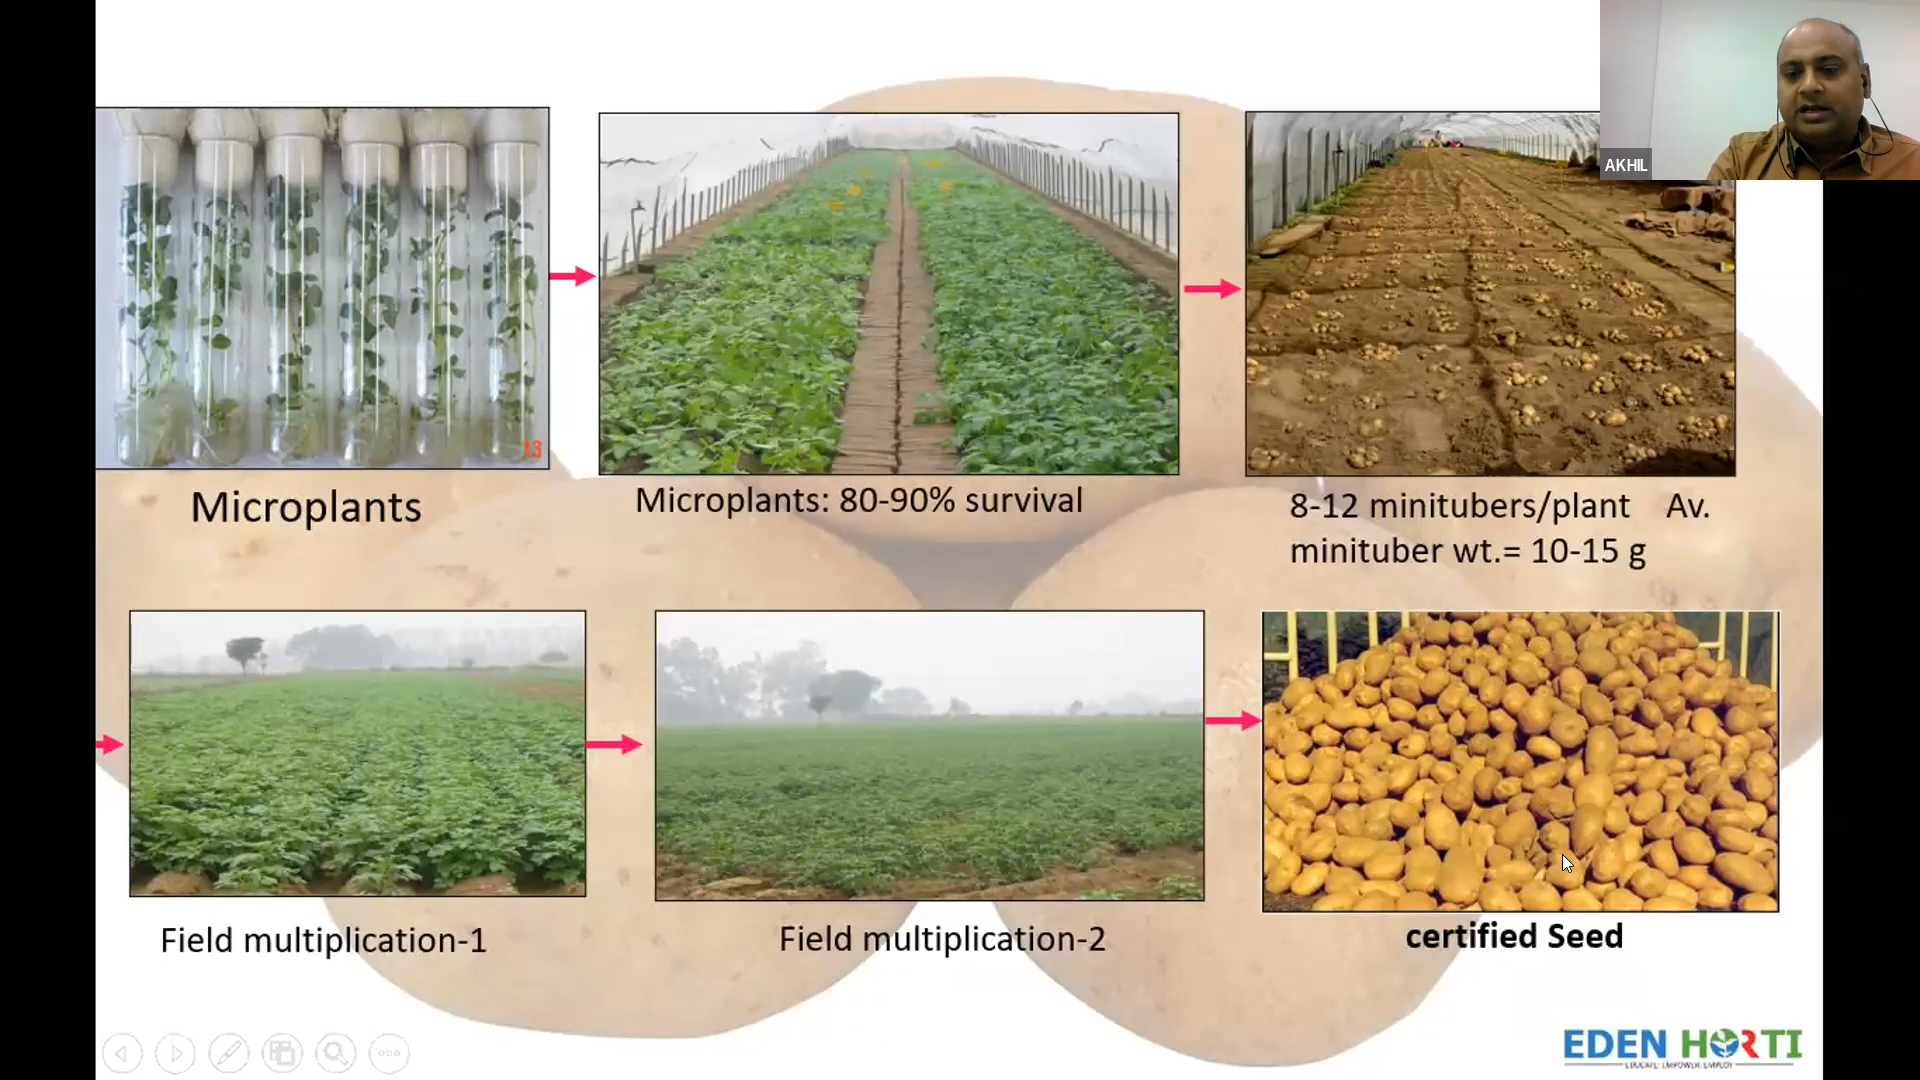 AKHIL
13
Microplants
Microplants: 80-90% survival
8-12 minitubers/plant Av.
minituber wt.= 10-15 g
Field multiplication-1
Field multiplication-2
certified Seed
EDEN HORTI
EDUCATE. EMPOWER. EMPLOY